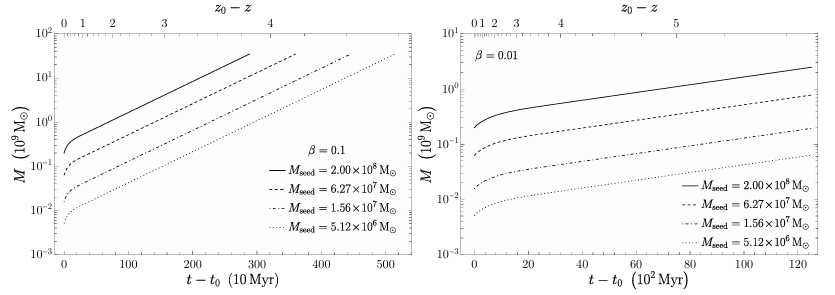 z₀ − z
0 1 2 3 4
10² 10¹ 10⁰ 10⁻¹ 10⁻² 10⁻³
M (10⁹ M⊙)
β = 0.1
M_seed = 2.00×10⁸ M⊙
M_seed = 6.27×10⁷ M⊙
M_seed = 1.56×10⁷ M⊙
M_seed = 5.12×10⁶ M⊙
0 100 200 300 400 500
t − t₀ (10 Myr)
z₀ − z
0 1 2 3 4 5
10¹ 10⁰ 10⁻¹ 10⁻² 10⁻³
M (10⁹ M⊙)
β = 0.01
M_seed = 2.00×10⁸ M⊙
M_seed = 6.27×10⁷ M⊙
M_seed = 1.56×10⁷ M⊙
M_seed = 5.12×10⁶ M⊙
0 20 40 60 80 100 120
t − t₀ (10² Myr)